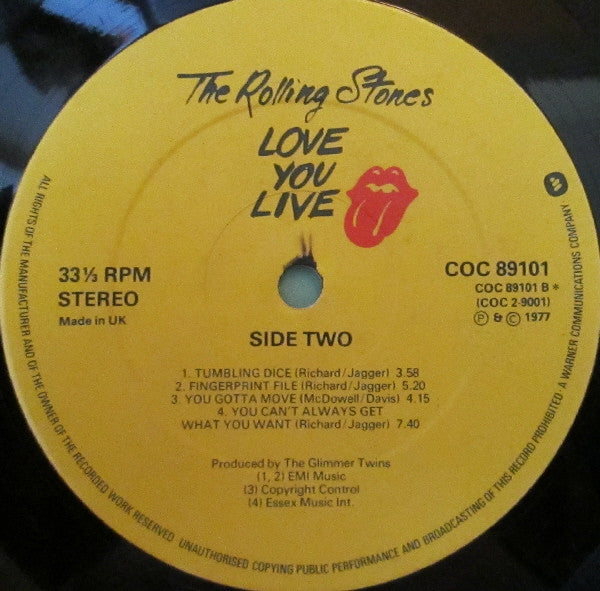 The Rolling Stones
LOVE
YOU
LIVE
33⅓ RPM
STEREO
Made in UK
COC 89101
COC 89101 B*
(COC 2-9001)
Ⓟ & © 1977
SIDE TWO
1. TUMBLING DICE (Richard/Jagger) 3.58
2. FINGERPRINT FILE (Richard/Jagger) 5.20
3. YOU GOTTA MOVE (McDowell/Davis) 4.15
4. YOU CAN'T ALWAYS GET
WHAT YOU WANT (Richard/Jagger) 7.40
Produced by The Glimmer Twins
(1, 2) EMI Music
(3) Copyright Control
(4) Essex Music Int.
ALL RIGHTS OF THE MANUFACTURER AND OF THE OWNER OF THE RECORDED WORK RESERVED. UNAUTHORISED COPYING PUBLIC PERFORMANCE AND BROADCASTING OF THIS RECORD PROHIBITED. A WARNER COMMUNICATIONS COMPANY